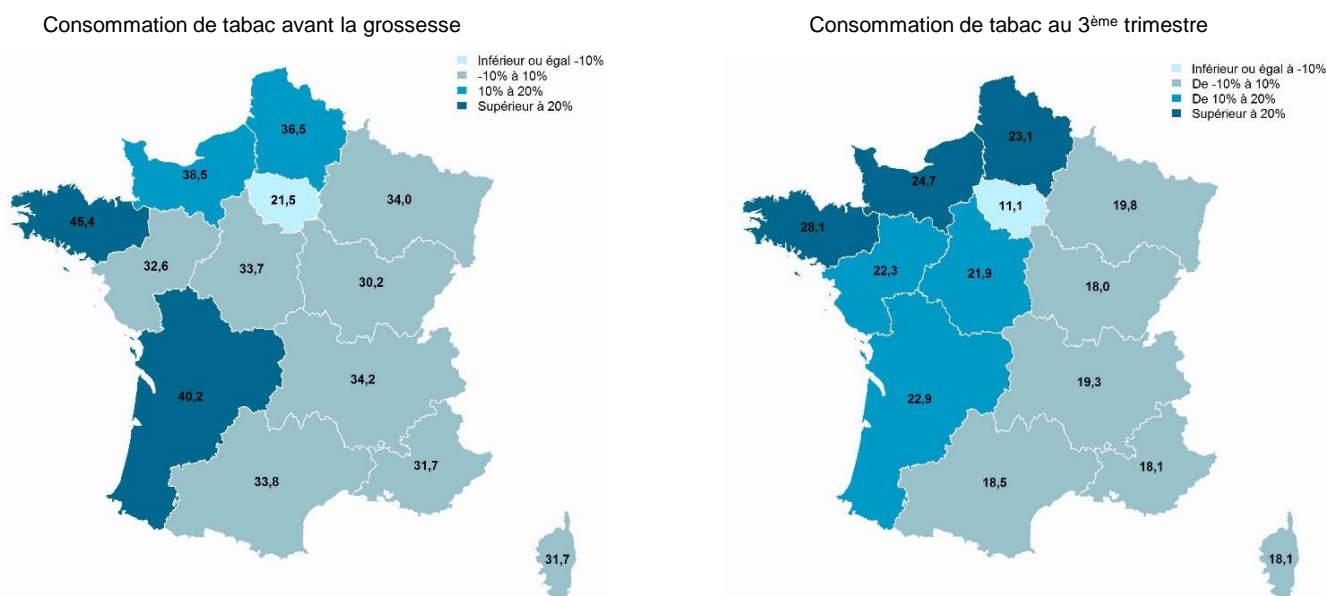 Consommation de tabac avant la grossesse
Inférieur ou égal -10%
-10% à 10%
10% à 20%
Supérieur à 20%
36,5
38,5
21,5
34,0
45,4
32,6
33,7
30,2
34,2
40,2
31,7
33,8
31,7
Consommation de tabac au 3ème trimestre
Inférieur ou égal à -10%
De -10% à 10%
De 10% à 20%
Supérieur à 20%
23,1
24,7
11,1
19,8
28,1
22,3
21,9
18,0
19,3
22,9
18,1
18,5
18,1